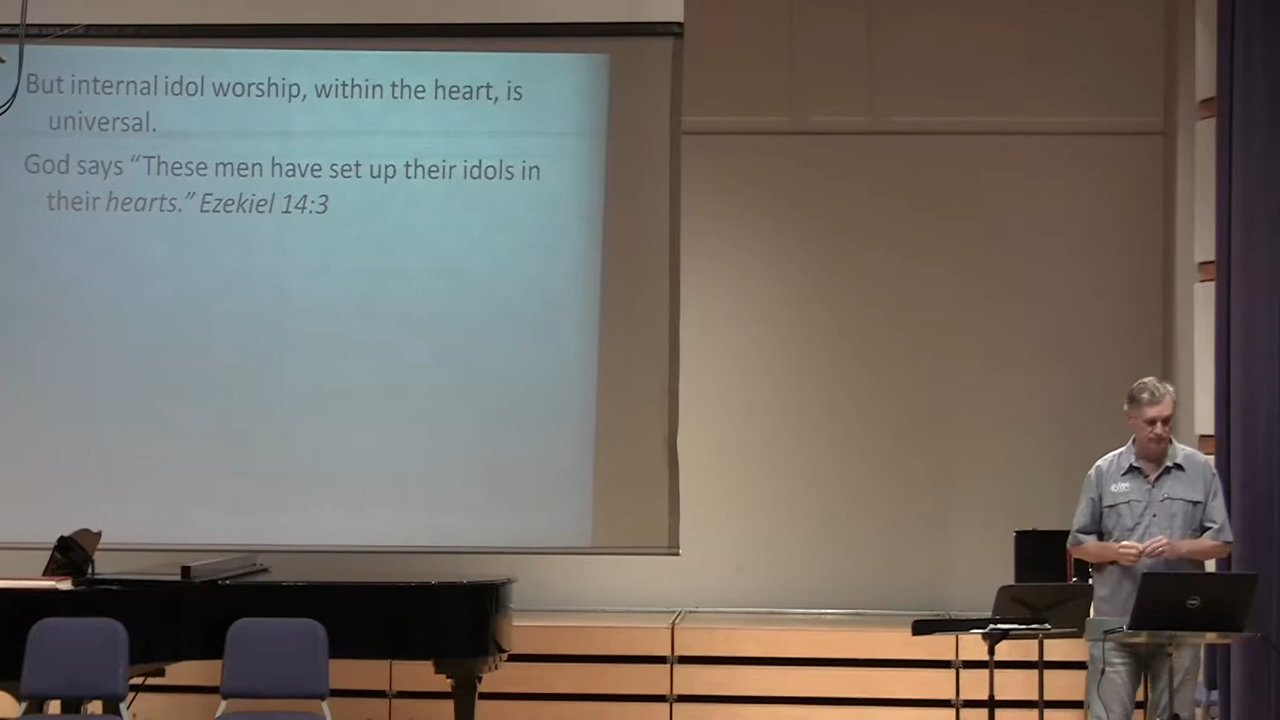 But internal idol worship, within the heart, is
universal.
God says “These men have set up their idols in
their hearts.” Ezekiel 14:3